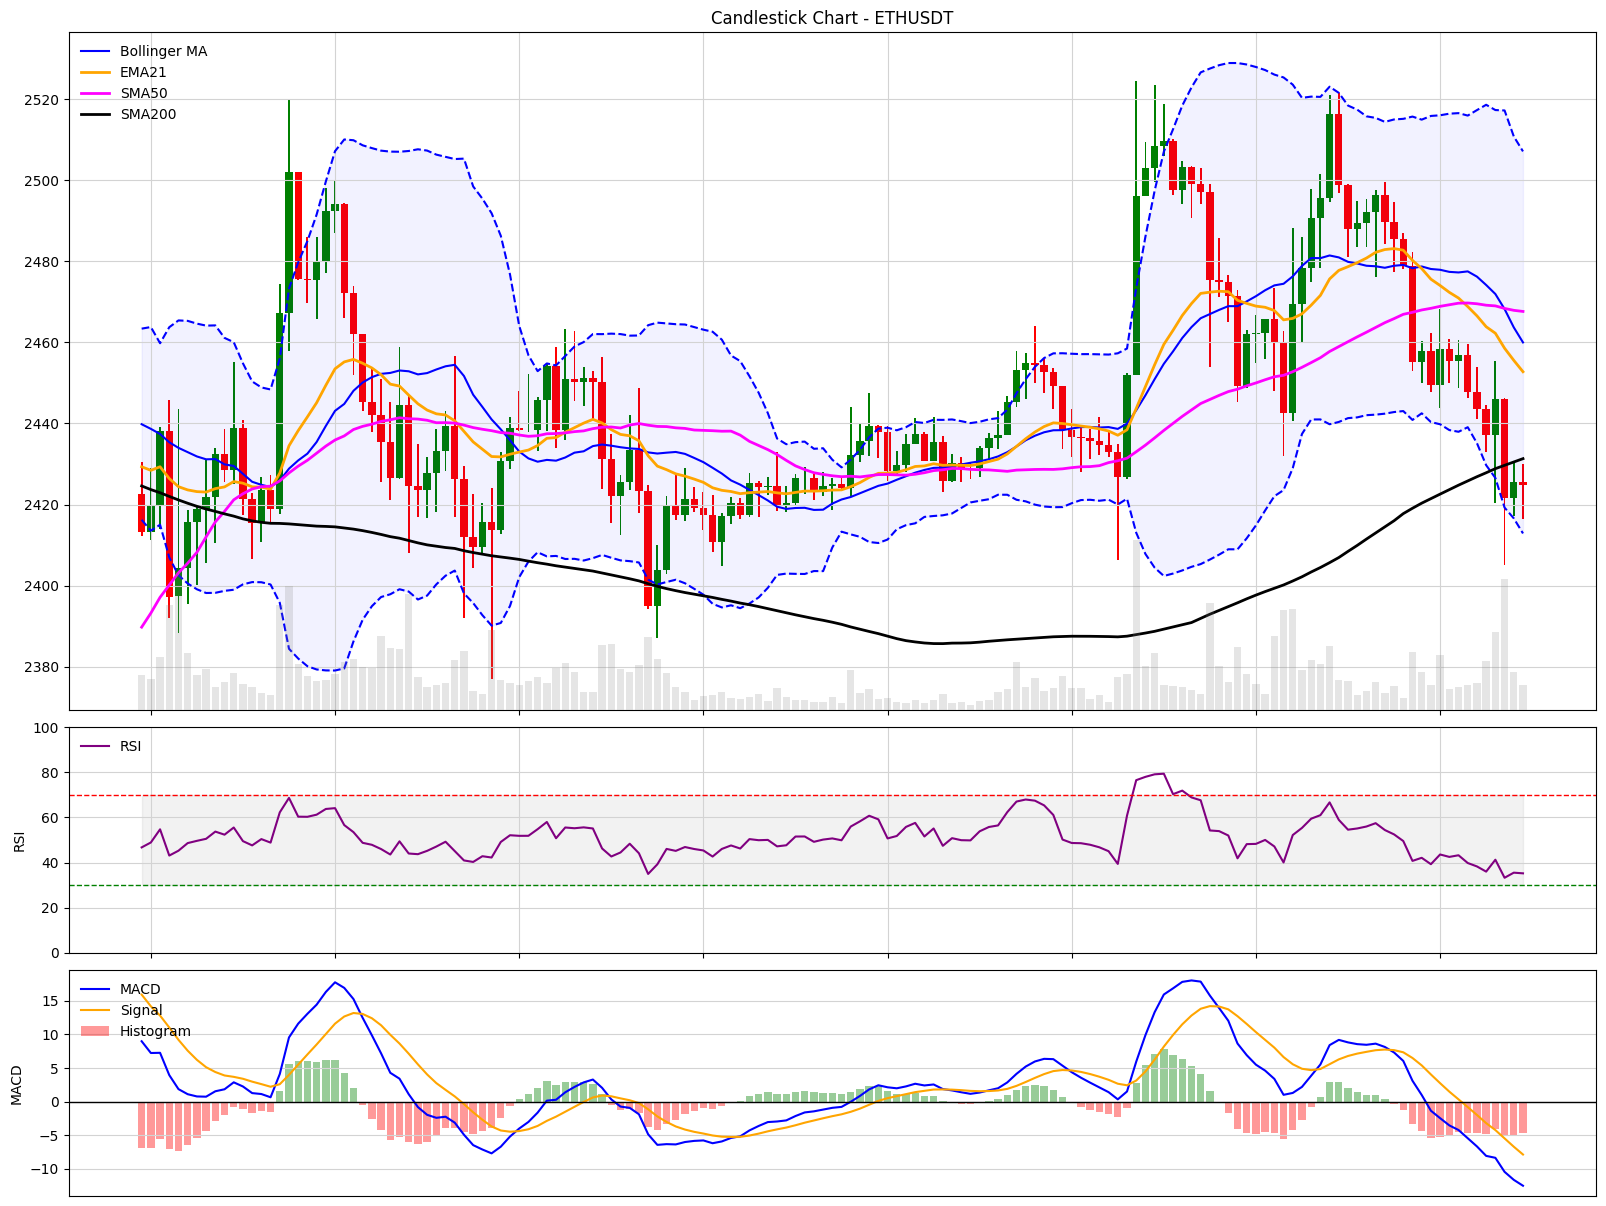 Candlestick Chart - ETHUSDT
Bollinger MA
EMA21
SMA50
SMA200
2520
2500
2480
2460
2440
2420
2400
2380
RSI
100
80
60
40
20
0
RSI
MACD
Signal
Histogram
15
10
5
0
−5
−10
MACD